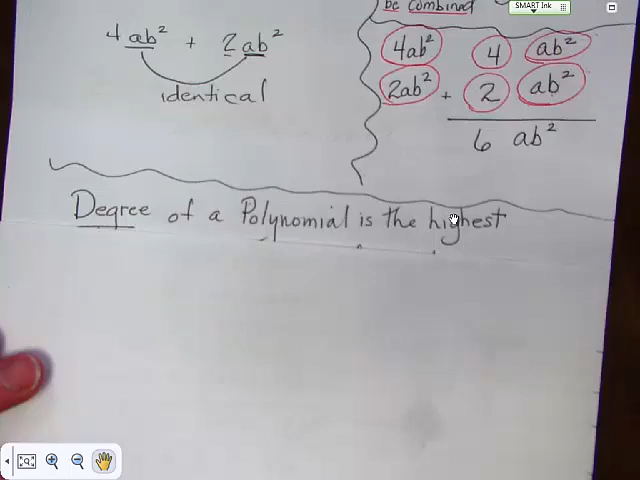 be combined
SMART Ink
4ab² + 2ab²
identical
4ab² 4 ab²
2ab² + 2 ab²
6 ab²
Degree of a Polynomial is the highest